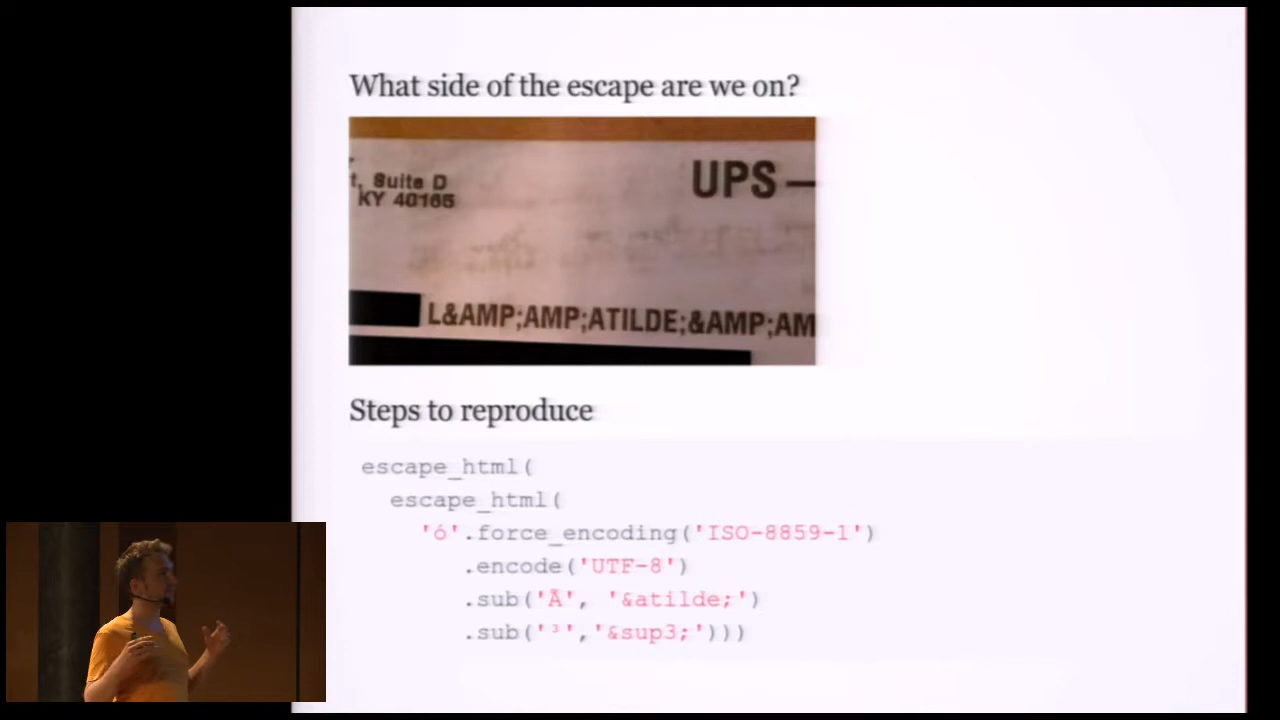 What side of the escape are we on?
t, Suite D
KY 40165
UPS —
L&AMP;AMP;ATILDE;&AMP;AM
Steps to reproduce
escape_html(
escape_html(
'ó'.force_encoding('ISO-8859-1')
.encode('UTF-8')
.sub('Ã', '&atilde;')
.sub('³','&sup3;')))